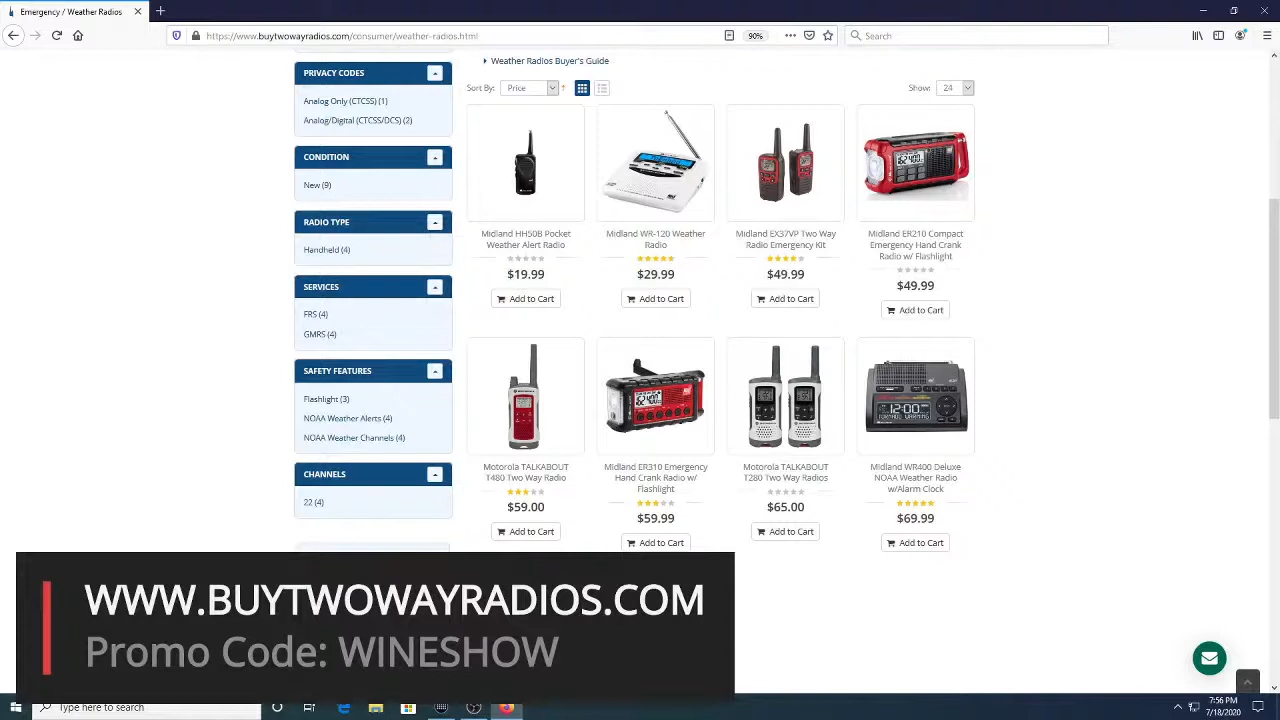 Emergency / Weather Radios
https://www.buytwowayradios.com/consumer/weather-radios.html
90%
Search
PRIVACY CODES
Analog Only (CTCSS) (1)
Analog/Digital (CTCSS/DCS) (2)
CONDITION
New (9)
RADIO TYPE
Handheld (4)
SERVICES
FRS (4)
GMRS (4)
SAFETY FEATURES
Flashlight (3)
NOAA Weather Alerts (4)
NOAA Weather Channels (4)
CHANNELS
22 (4)
Weather Radios Buyer's Guide
Sort By: Price
Show: 24
Midland HH50B Pocket
Weather Alert Radio
$19.99
Add to Cart
Midland WR-120 Weather
Radio
$29.99
Add to Cart
Midland EX37VP Two Way
Radio Emergency Kit
$49.99
Add to Cart
Midland ER210 Compact
Emergency Hand Crank
Radio w/ Flashlight
$49.99
Add to Cart
Motorola TALKABOUT
T480 Two Way Radio
$59.00
Add to Cart
Midland ER310 Emergency
Hand Crank Radio w/
Flashlight
$59.99
Add to Cart
Motorola TALKABOUT
T280 Two Way Radios
$65.00
Add to Cart
12:00
TORNADO WARNING
Midland WR400 Deluxe
NOAA Weather Radio
w/Alarm Clock
$69.99
Add to Cart
WWW.BUYTWOWAYRADIOS.COM
Promo Code: WINESHOW
Type here to search
7:56 PM
7/18/2020